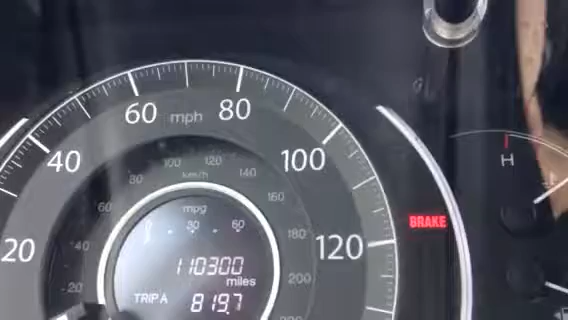 60 mph 80
40 100
20 120
100 120
80 km/h 140
60 160
40 180
20 200
mpg
30 60
110300
miles
TRIP A 819.7
BRAKE
H